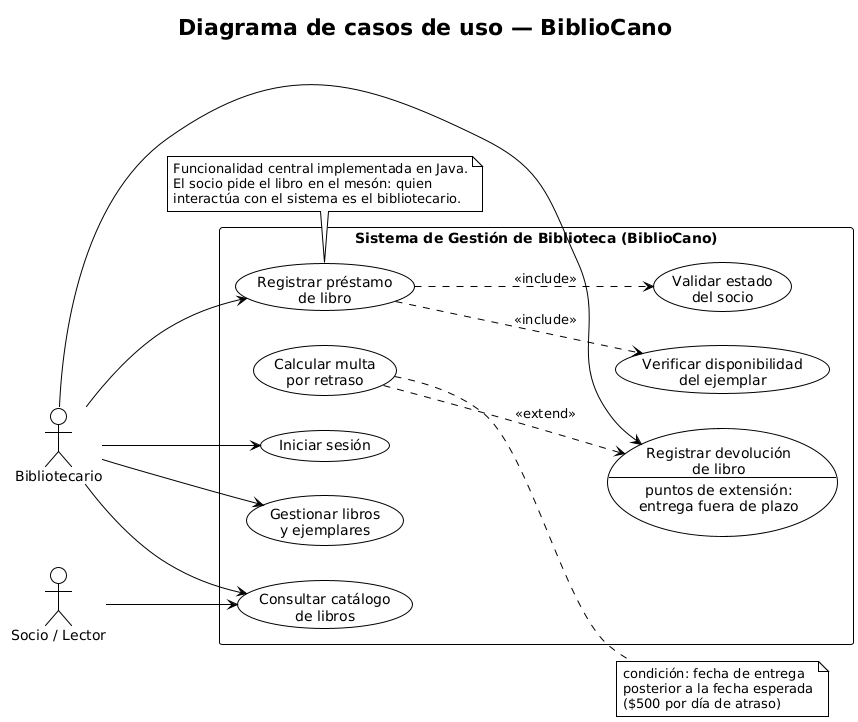 Diagrama de casos de uso — BiblioCano
Funcionalidad central implementada en Java.
El socio pide el libro en el mesón: quien
interactúa con el sistema es el bibliotecario.
Sistema de Gestión de Biblioteca (BiblioCano)
Registrar préstamo
de libro
«include»
Validar estado
del socio
«include»
Verificar disponibilidad
del ejemplar
Calcular multa
por retraso
«extend»
Registrar devolución
de libro
puntos de extensión:
entrega fuera de plazo
Iniciar sesión
Bibliotecario
Gestionar libros
y ejemplares
Consultar catálogo
de libros
Socio / Lector
condición: fecha de entrega
posterior a la fecha esperada
($500 por día de atraso)